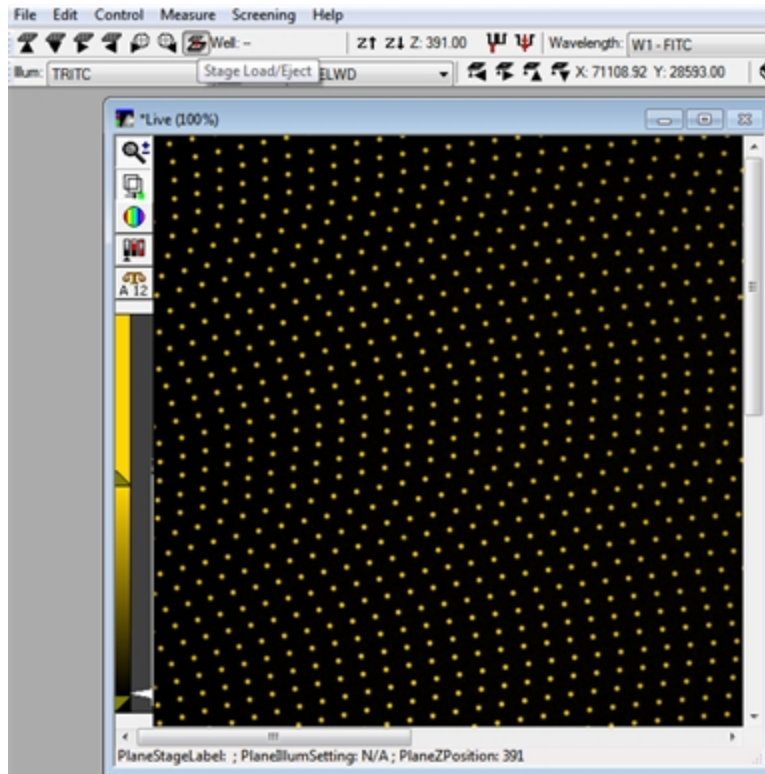 File Edit Control Measure Screening Help
Well: -- Z↑ Z↓ Z: 391.00 Wavelength: W1 - FITC
Illum: TRITC Stage Load/Eject ELWD X: 71108.92 Y: 28593.00
*Live (100%)
A 12
PlaneStageLabel: ; PlaneIllumSetting: N/A ; PlaneZPosition: 391